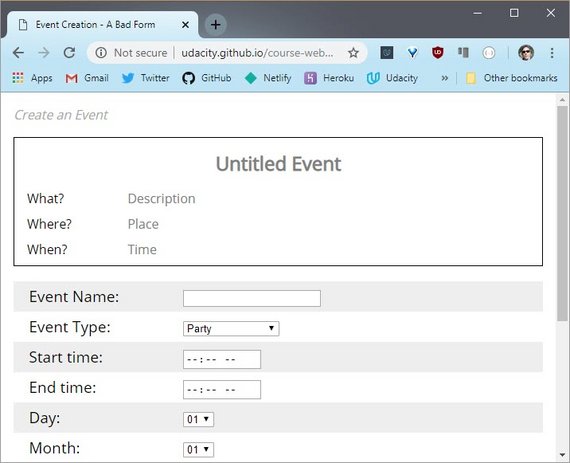 Event Creation - A Bad Form
Not secure | udacity.github.io/course-web...
Apps Gmail Twitter GitHub Netlify Heroku Udacity » Other bookmarks
Create an Event
Untitled Event
What? Description
Where? Place
When? Time
Event Name:
Event Type: Party
Start time: --:-- --
End time: --:-- --
Day: 01
Month: 01